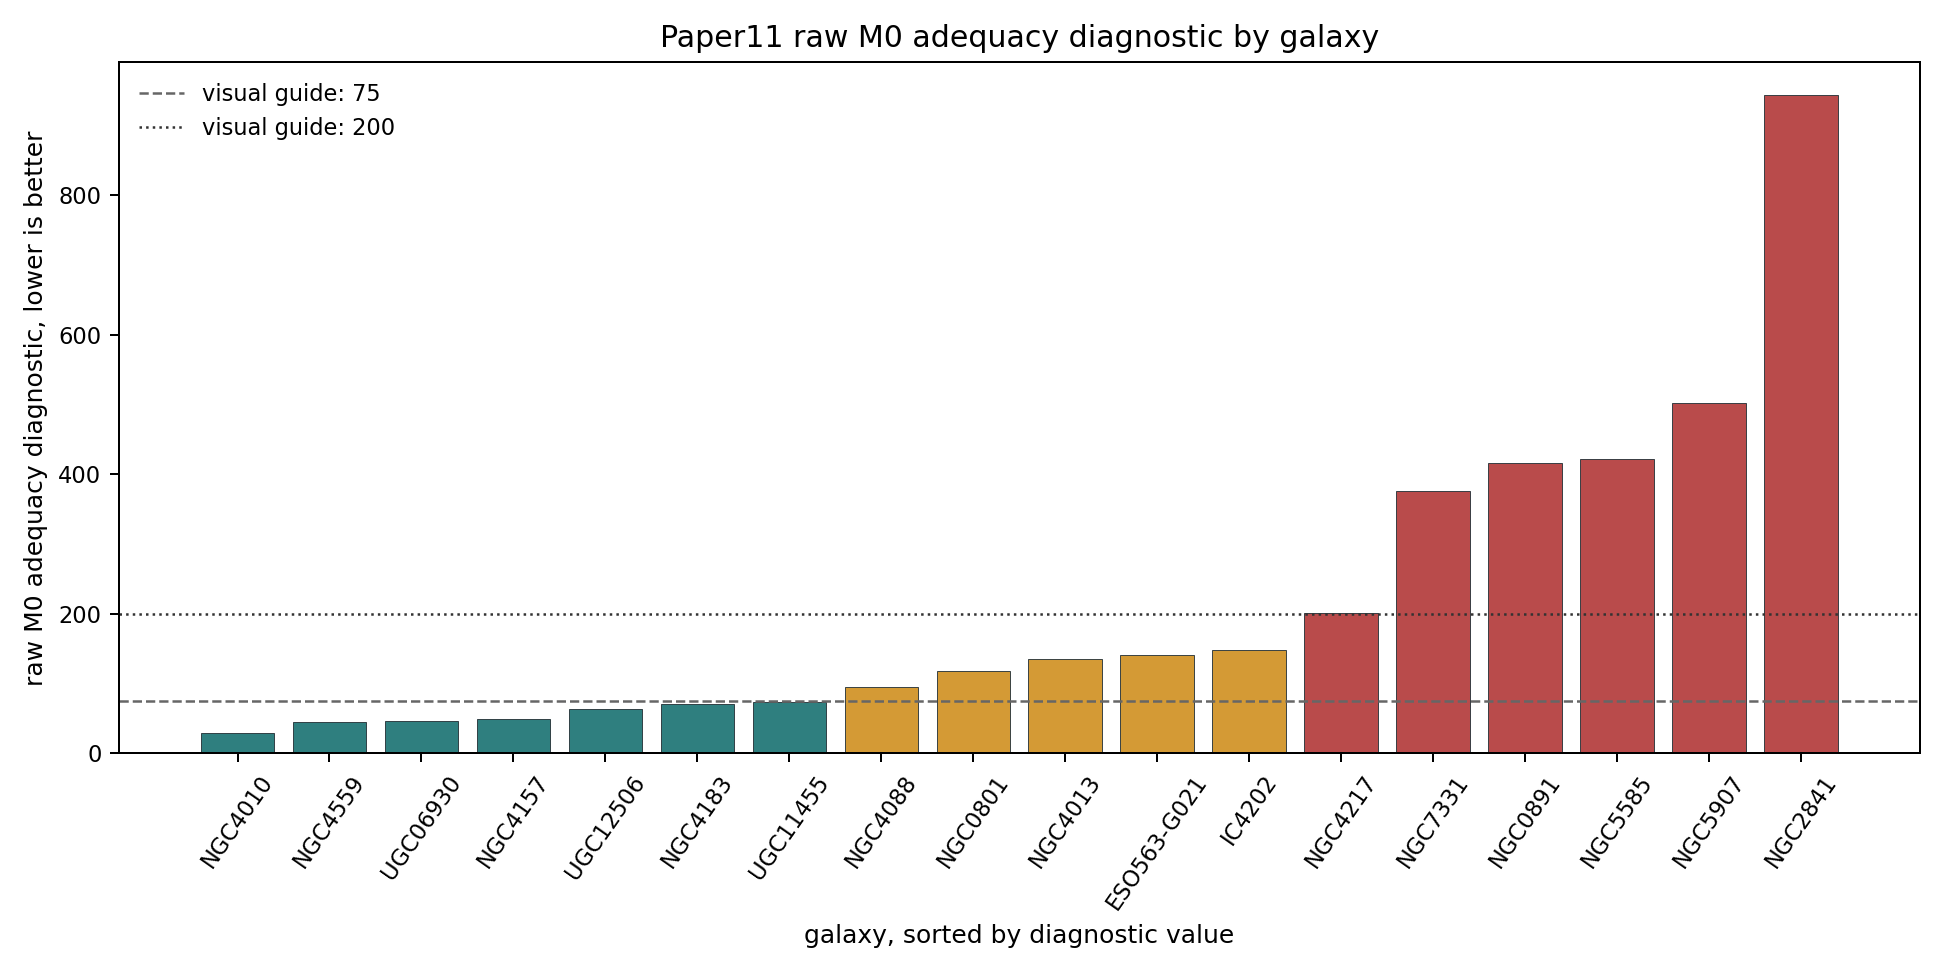 Paper11 raw M0 adequacy diagnostic by galaxy
visual guide: 75
visual guide: 200
raw M0 adequacy diagnostic, lower is better
800
600
400
200
0
NGC4010
NGC4559
UGC06930
NGC4157
UGC12506
NGC4183
UGC11455
NGC4088
NGC0801
NGC4013
ESO563-G021
IC4202
NGC4217
NGC7331
NGC0891
NGC5585
NGC5907
NGC2841
galaxy, sorted by diagnostic value